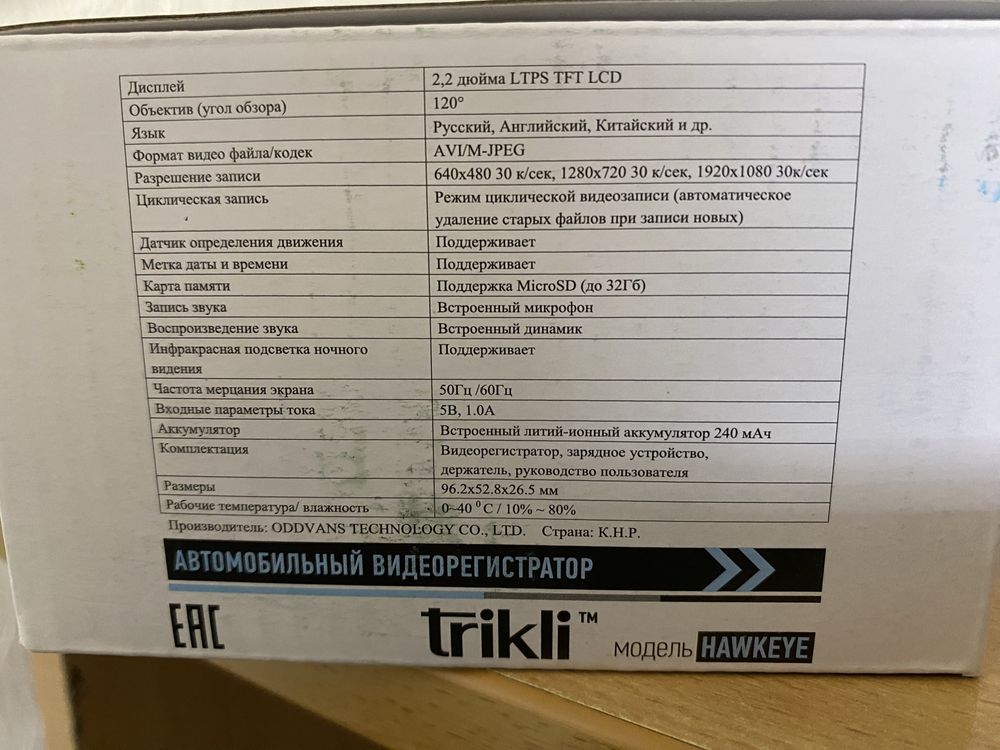 Дисплей 2,2 дюйма LTPS TFT LCD
Объектив (угол обзора) 120°
Язык Русский, Английский, Китайский и др.
Формат видео файла/кодек AVI/M-JPEG
Разрешение записи 640x480 30 к/сек, 1280x720 30 к/сек, 1920x1080 30к/сек
Циклическая запись Режим циклической видеозаписи (автоматическое
удаление старых файлов при записи новых)
Датчик определения движения Поддерживает
Метка даты и времени Поддерживает
Карта памяти Поддержка MicroSD (до 32Гб)
Запись звука Встроенный микрофон
Воспроизведение звука Встроенный динамик
Инфракрасная подсветка ночного Поддерживает
видения
Частота мерцания экрана 50Гц /60Гц
Входные параметры тока 5В, 1.0А
Аккумулятор Встроенный литий-ионный аккумулятор 240 мАч
Комплектация Видеорегистратор, зарядное устройство,
держатель, руководство пользователя
Размеры 96.2x52.8x26.5 мм
Рабочие температура/ влажность 0~40 ⁰ C / 10% ~ 80%
Производитель: ODDVANS TECHNOLOGY CO., LTD. Страна: К.Н.Р.
АВТОМОБИЛЬНЫЙ ВИДЕОРЕГИСТРАТОР
EAC trikli ™ модель HAWKEYE